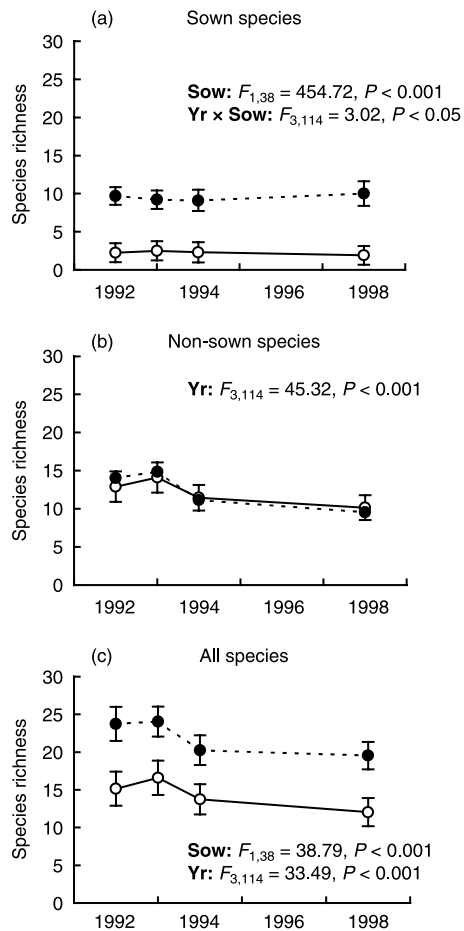 (a) Sown species
Sow: F1,38 = 454.72, P < 0.001
Yr × Sow: F3,114 = 3.02, P < 0.05
Species richness
30
25
20
15
10
5
0
1992 1994 1996 1998
(b) Non-sown species
Yr: F3,114 = 45.32, P < 0.001
Species richness
30
25
20
15
10
5
0
1992 1994 1996 1998
(c) All species
Species richness
30
25
20
15
10
5
0
Sow: F1,38 = 38.79, P < 0.001
Yr: F3,114 = 33.49, P < 0.001
1992 1994 1996 1998